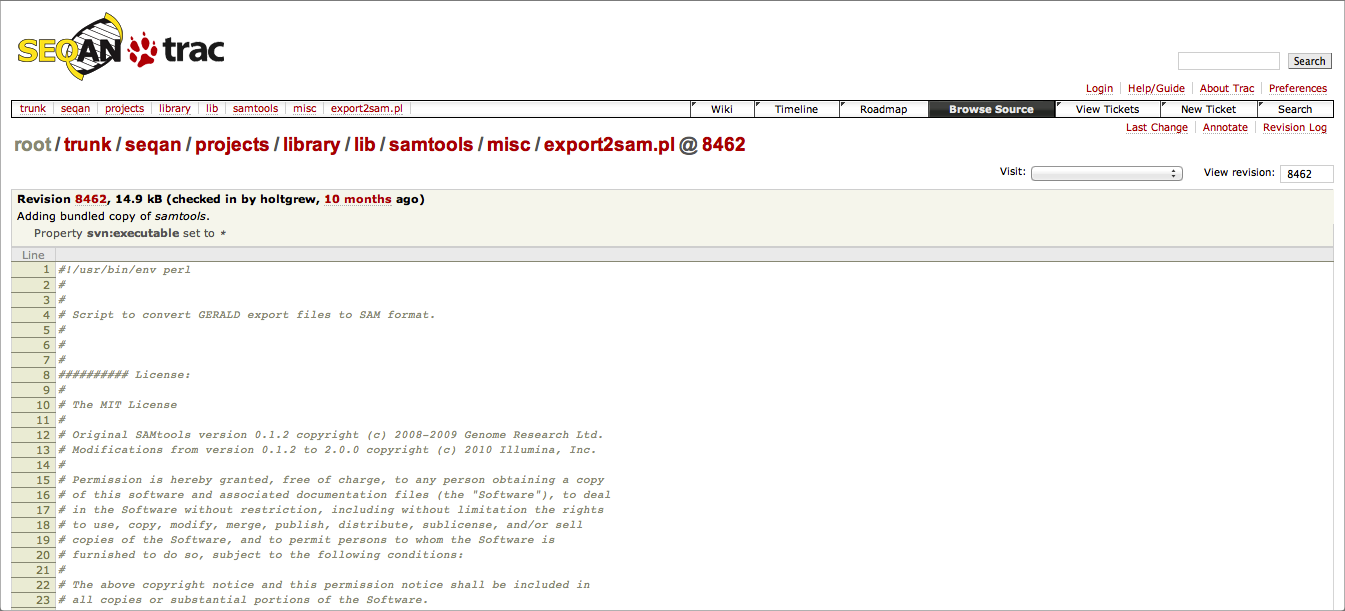 SEQAN trac
Search
Login Help/Guide About Trac Preferences
trunk seqan projects library lib samtools misc export2sam.pl Wiki Timeline Roadmap Browse Source View Tickets New Ticket Search
Last Change Annotate Revision Log
root/trunk/seqan/projects/library/lib/samtools/misc/export2sam.pl @ 8462
Visit: View revision: 8462
Revision 8462, 14.9 kB (checked in by holtgrew, 10 months ago)
Adding bundled copy of samtools.
Property svn:executable set to *
Line
1 #!/usr/bin/env perl
2 #
3 #
4 # Script to convert GERALD export files to SAM format.
5 #
6 #
7 #
8 ########## License:
9 #
10 # The MIT License
11 #
12 # Original SAMtools version 0.1.2 copyright (c) 2008-2009 Genome Research Ltd.
13 # Modifications from version 0.1.2 to 2.0.0 copyright (c) 2010 Illumina, Inc.
14 #
15 # Permission is hereby granted, free of charge, to any person obtaining a copy
16 # of this software and associated documentation files (the "Software"), to deal
17 # in the Software without restriction, including without limitation the rights
18 # to use, copy, modify, merge, publish, distribute, sublicense, and/or sell
19 # copies of the Software, and to permit persons to whom the Software is
20 # furnished to do so, subject to the following conditions:
21 #
22 # The above copyright notice and this permission notice shall be included in
23 # all copies or substantial portions of the Software.